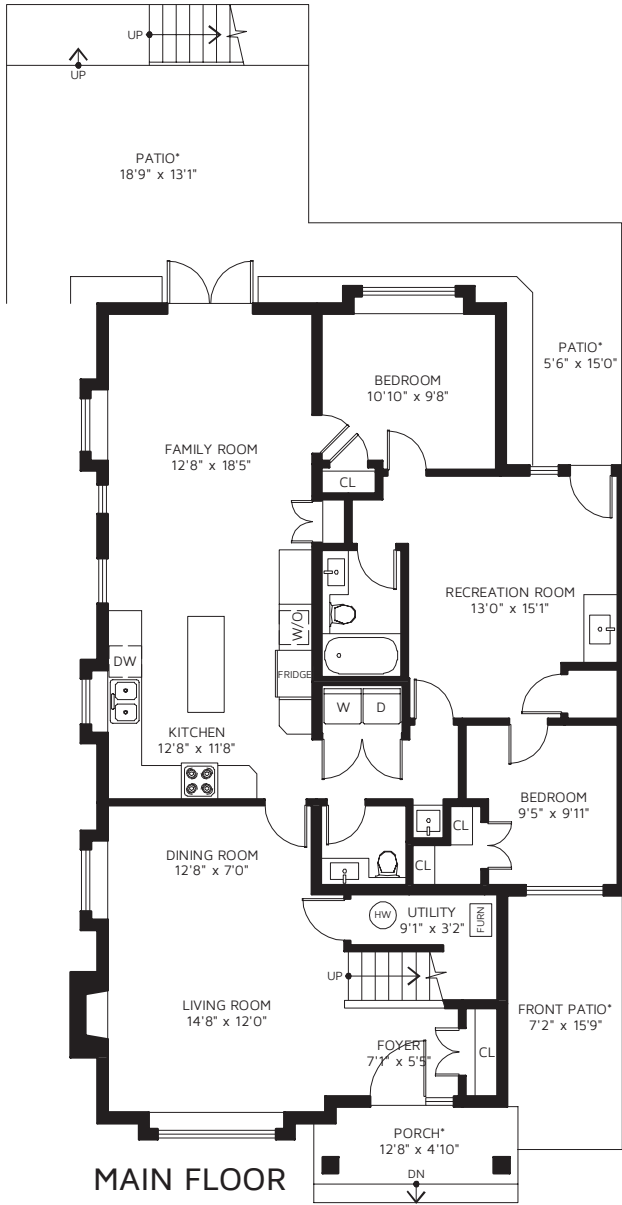 UP
UP
PATIO*
18'9" x 13'1"
PATIO*
5'6" x 15'0"
BEDROOM
10'10" x 9'8"
FAMILY ROOM
12'8" x 18'5"
CL
RECREATION ROOM
13'0" x 15'1"
W/O
FRIDGE
DW
W
D
KITCHEN
12'8" x 11'8"
BEDROOM
9'5" x 9'11"
CL
DINING ROOM
12'8" x 7'0"
CL
HW
UTILITY
9'1" x 3'2"
FURN
UP
LIVING ROOM
14'8" x 12'0"
FRONT PATIO*
7'2" x 15'9"
FOYER
7'1" x 5'5"
CL
PORCH*
12'8" x 4'10"
DN
MAIN FLOOR